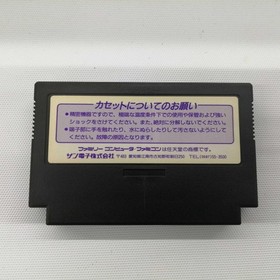 カセットについてのお願い
●精密機器ですので、極端な温度条件下での使用や保管および強い
ショックをさけてください。また、絶対に分解しないでください。
●端子部に手を触れたり、水にぬらしたりして汚さないようにして
ください。故障の原因となります。
ファミリー コンピュータ・ファミコンは任天堂の商標です。
サン電子株式会社